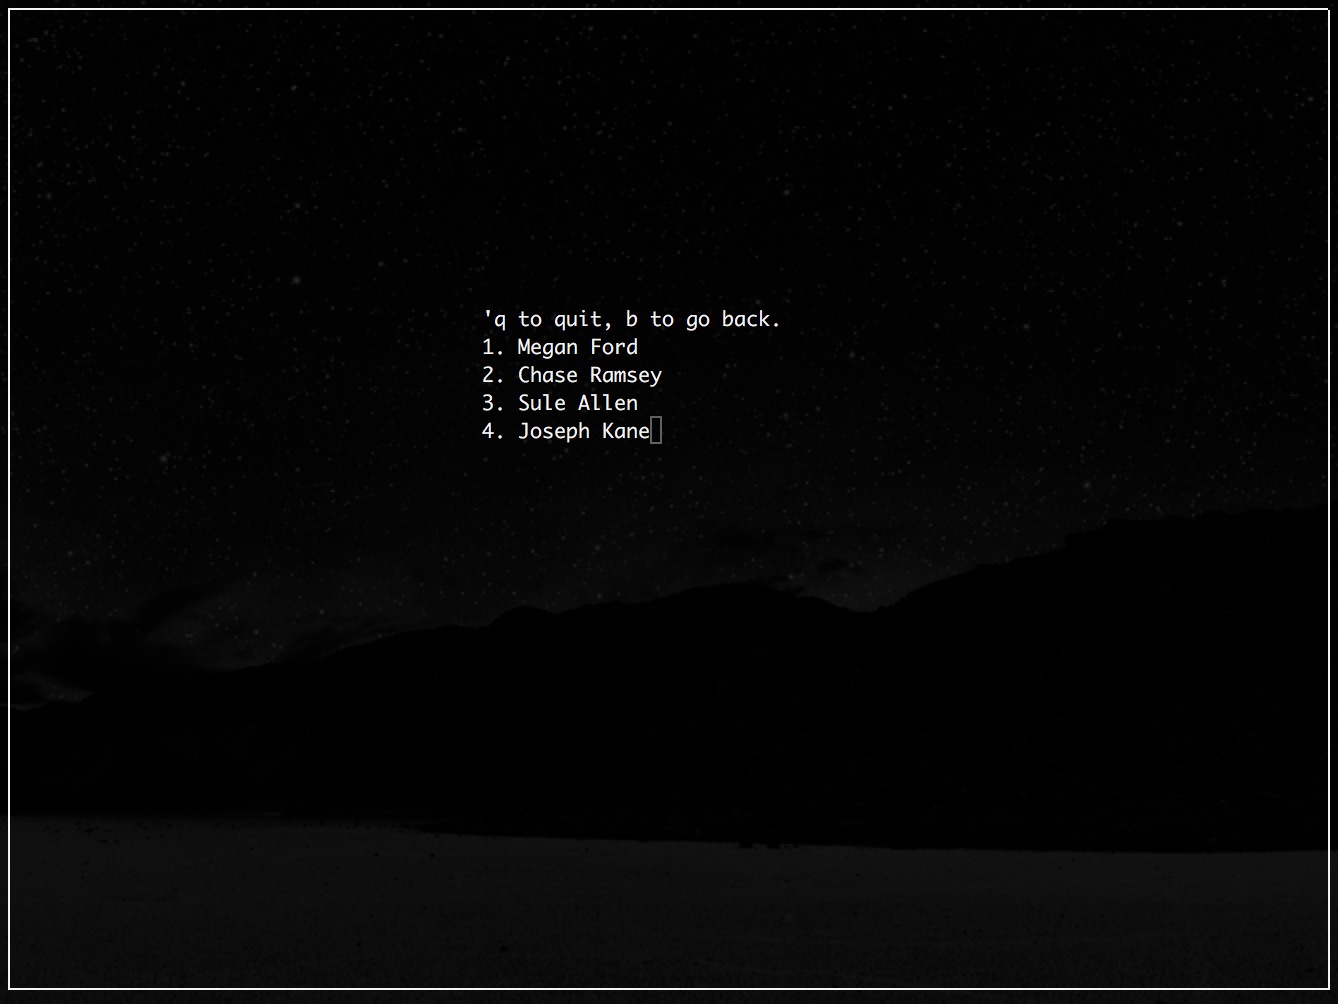 'q to quit, b to go back.
1. Megan Ford
2. Chase Ramsey
3. Sule Allen
4. Joseph Kane